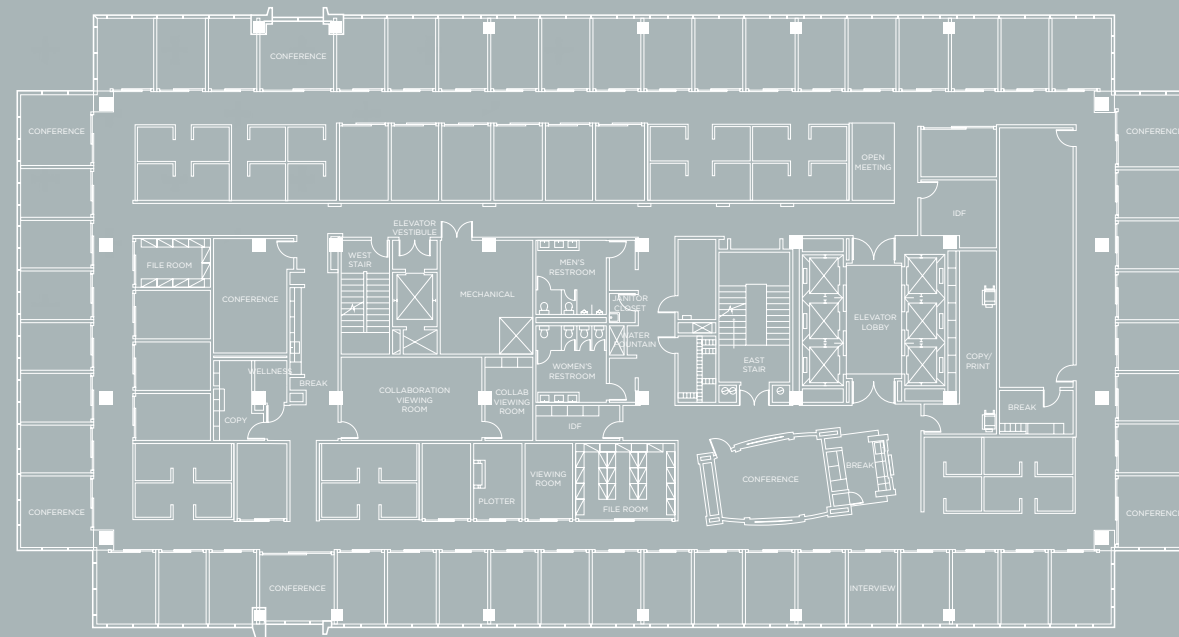 CONFERENCE
CONFERENCE
CONFERENCE
OPEN
MEETING
IDF
ELEVATOR
VESTIBULE
WEST
STAIR
FILE ROOM
MEN'S
RESTROOM
CONFERENCE
MECHANICAL
JANITOR
CLOSET
ELEVATOR
LOBBY
WATER
FOUNTAIN
EAST
STAIR
COPY/
PRINT
WELLNESS
WOMEN'S
RESTROOM
BREAK
COLLABORATION
VIEWING
ROOM
COLLAB
VIEWING
ROOM
BREAK
COPY
IDF
BREAK
CONFERENCE
VIEWING
ROOM
PLOTTER
FILE ROOM
CONFERENCE
CONFERENCE
CONFERENCE
INTERVIEW